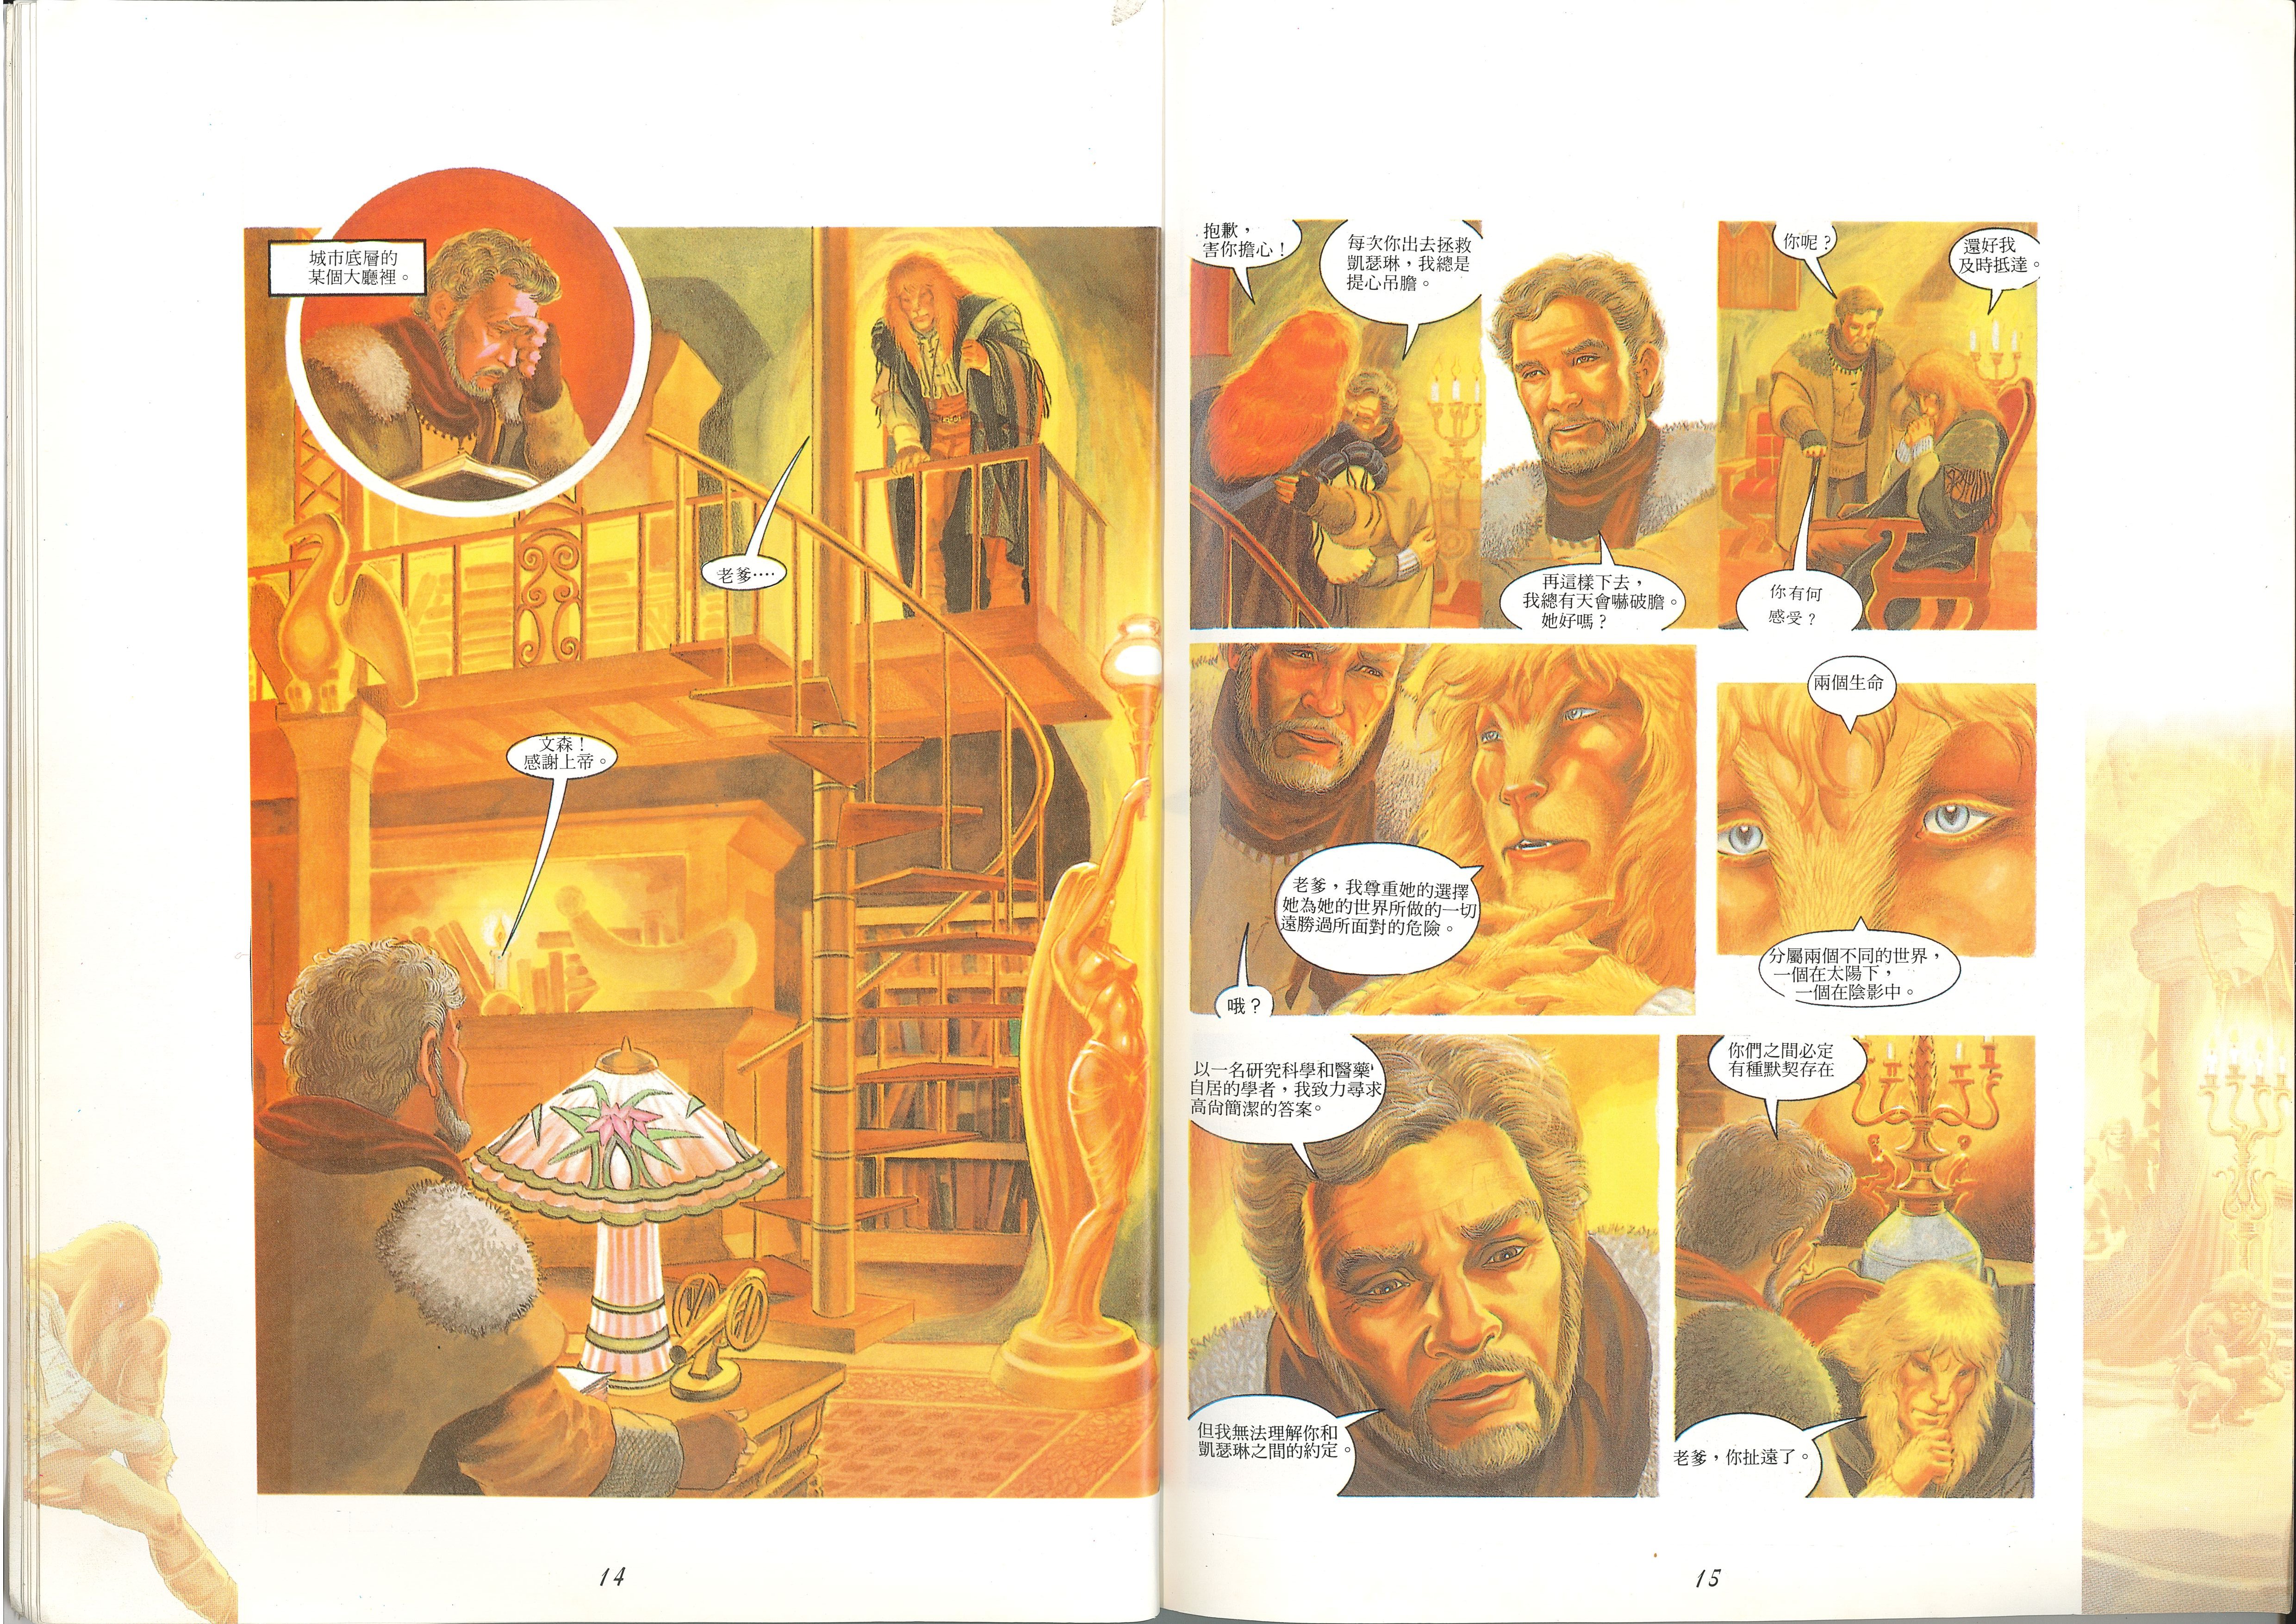 城市底層的
某個大廳裡。
老爹····
文森！
感謝上帝。
14
抱歉，
害你擔心！
每次你出去拯救
凱瑟琳，我總是
提心吊膽。
再這樣下去，
我總有天會嚇破膽。
她好嗎？
你呢？
還好我
及時抵達。
你有何
感受？
老爹，我尊重她的選擇
她為她的世界所做的一切
遠勝過所面對的危險。
哦？
兩個生命
分屬兩個不同的世界，
一個在太陽下，
一個在陰影中。
以一名研究科學和醫藥
自居的學者，我致力尋求
高尚簡潔的答案。
但我無法理解你和
凱瑟琳之間的約定。
你們之間必定
有種默契存在
老爹，你扯遠了。
15